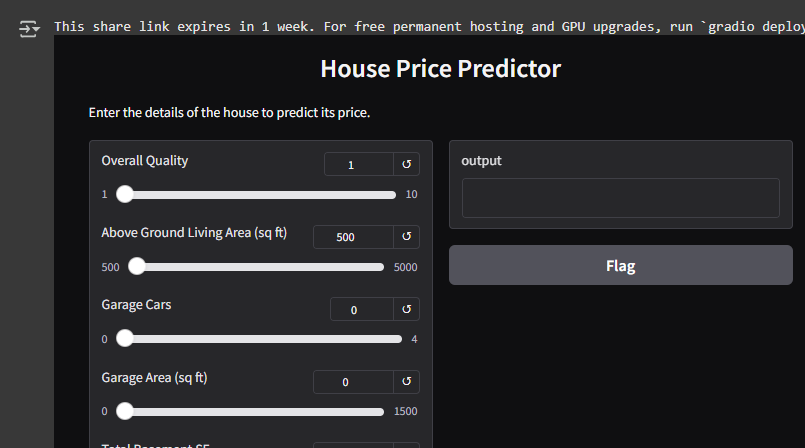 This share link expires in 1 week. For free permanent hosting and GPU upgrades, run `gradio deploy
House Price Predictor
Enter the details of the house to predict its price.
Overall Quality
1
↺
1
10
Above Ground Living Area (sq ft)
500
↺
500
5000
Garage Cars
0
↺
0
4
Garage Area (sq ft)
0
↺
0
1500
Total Basement SF
output
Flag